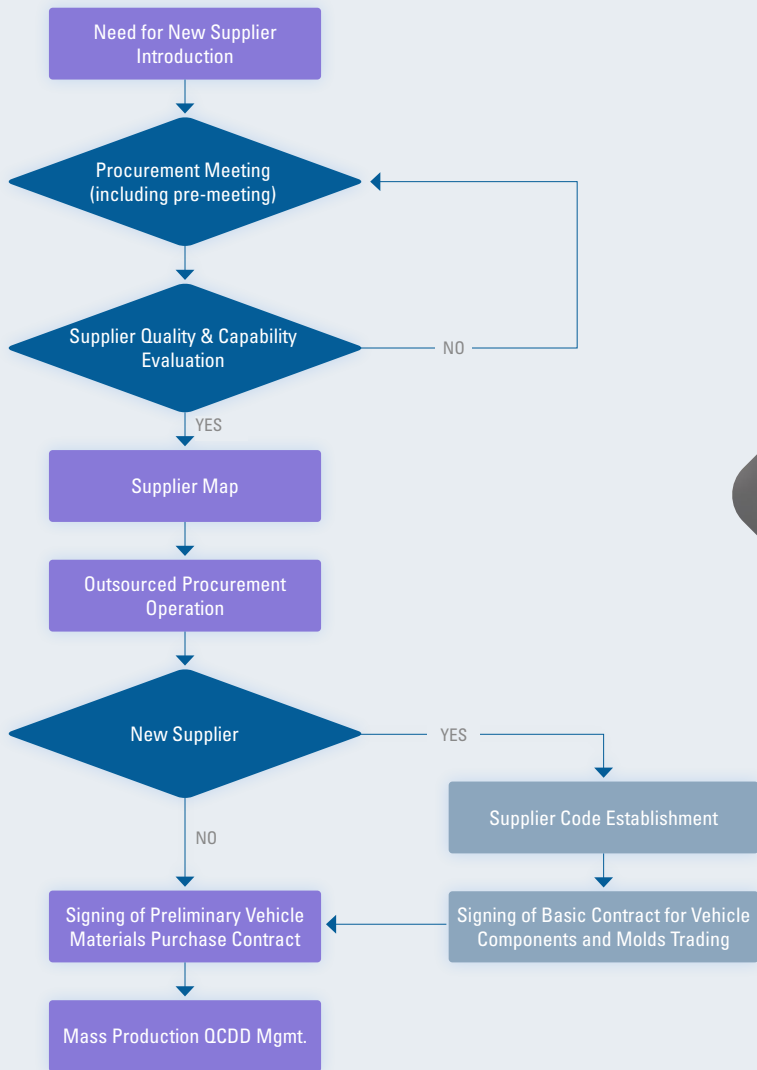 Need for New Supplier
Introduction
Procurement Meeting
(including pre-meeting)
Supplier Quality & Capability
Evaluation
NO
YES
Supplier Map
Outsourced Procurement
Operation
New Supplier
YES
NO
Supplier Code Establishment
Signing of Preliminary Vehicle
Materials Purchase Contract
Signing of Basic Contract for Vehicle
Components and Molds Trading
Mass Production QCDD Mgmt.